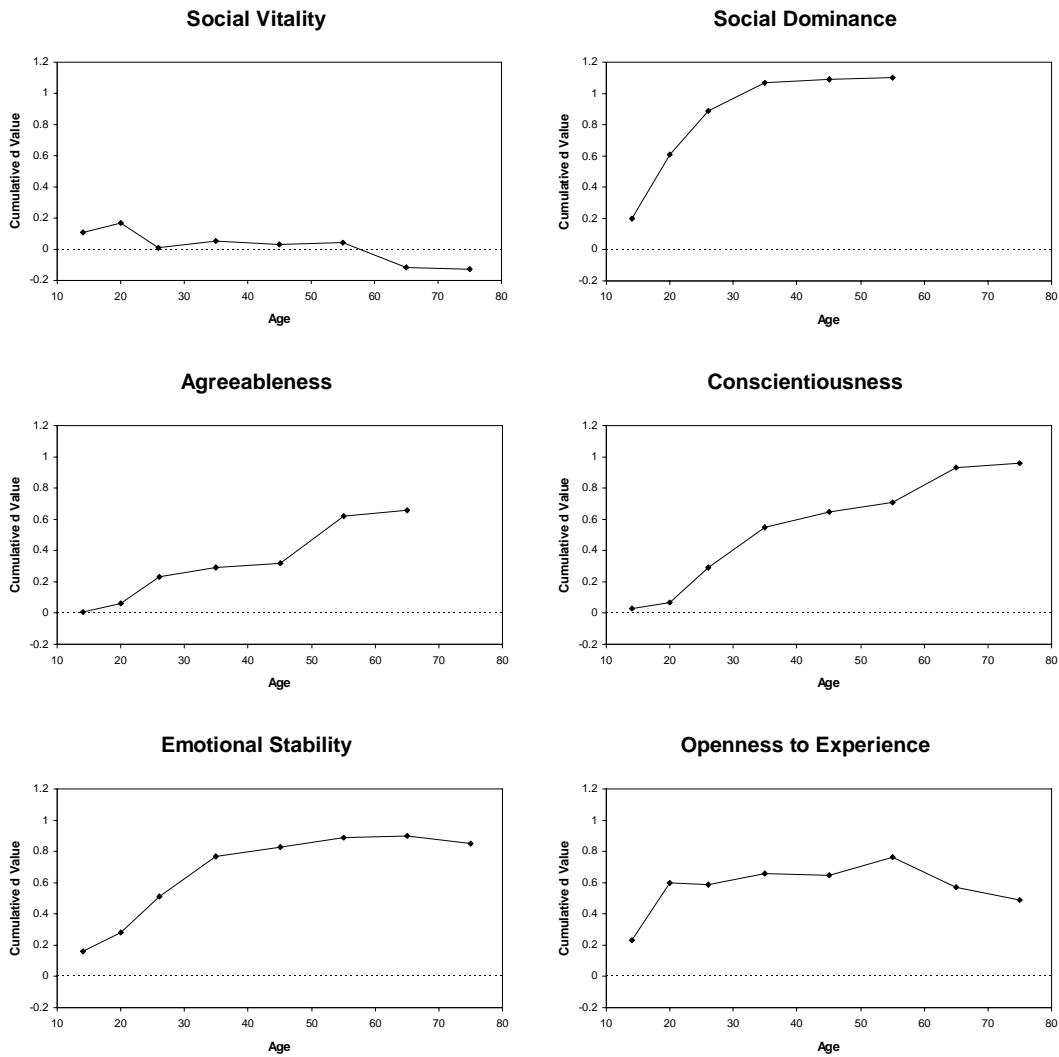 Social Vitality
1.2
1
0.8
0.6
0.4
0.2
0
-0.2
Cumulative d Value
10 20 30 40 50 60 70 80
Age
Social Dominance
1.2
1
0.8
0.6
0.4
0.2
0
-0.2
Cumulative d Value
10 20 30 40 50 60 70 80
Age
Agreeableness
1.2
1
0.8
0.6
0.4
0.2
0
-0.2
Cumulative d Value
10 20 30 40 50 60 70 80
Age
Conscientiousness
1.2
1
0.8
0.6
0.4
0.2
0
-0.2
Cumulative d Value
10 20 30 40 50 60 70 80
Age
Emotional Stability
1.2
1
0.8
0.6
0.4
0.2
0
-0.2
Cumulative d Value
10 20 30 40 50 60 70 80
Age
Openness to Experience
1.2
1
0.8
0.6
0.4
0.2
0
-0.2
Cumulative d Value
10 20 30 40 50 60 70 80
Age